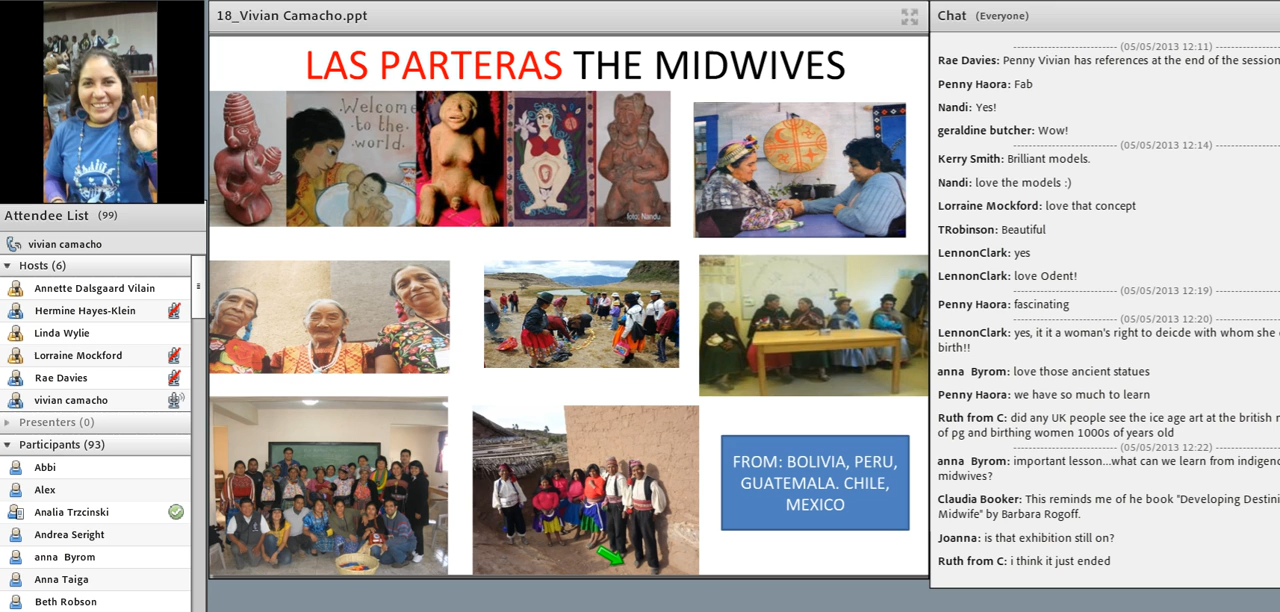 18_Vivian Camacho.ppt
LAS PARTERAS THE MIDWIVES
Welcome
to the
world.
foto: Nandu
FROM: BOLIVIA, PERU,
GUATEMALA. CHILE,
MEXICO
Attendee List (99)
vivian camacho
Hosts (6)
Annette Dalsgaard Vilain
Hermine Hayes-Klein
Linda Wylie
Lorraine Mockford
Rae Davies
vivian camacho
Presenters (0)
Participants (93)
Abbi
Alex
Analia Trzcinski
Andrea Seright
anna Byrom
Anna Taiga
Beth Robson
Chat (Everyone)
(05/05/2013 12:11)
Rae Davies: Penny Vivian has references at the end of the session
Penny Haora: Fab
Nandi: Yes!
geraldine butcher: Wow!
(05/05/2013 12:14)
Kerry Smith: Brilliant models.
Nandi: love the models :)
Lorraine Mockford: love that concept
TRobinson: Beautiful
LennonClark: yes
LennonClark: love Odent!
(05/05/2013 12:19)
Penny Haora: fascinating
(05/05/2013 12:20)
LennonClark: yes, it it a woman's right to deicde with whom she
birth!!
anna Byrom: love those ancient statues
Penny Haora: we have so much to learn
Ruth from C: did any UK people see the ice age art at the british
of pg and birthing women 1000s of years old
(05/05/2013 12:22)
anna Byrom: important lesson...what can we learn from indigen
midwives?
Claudia Booker: This reminds me of he book "Developing Destini
Midwife" by Barbara Rogoff.
Joanna: is that exhibition still on?
Ruth from C: i think it just ended